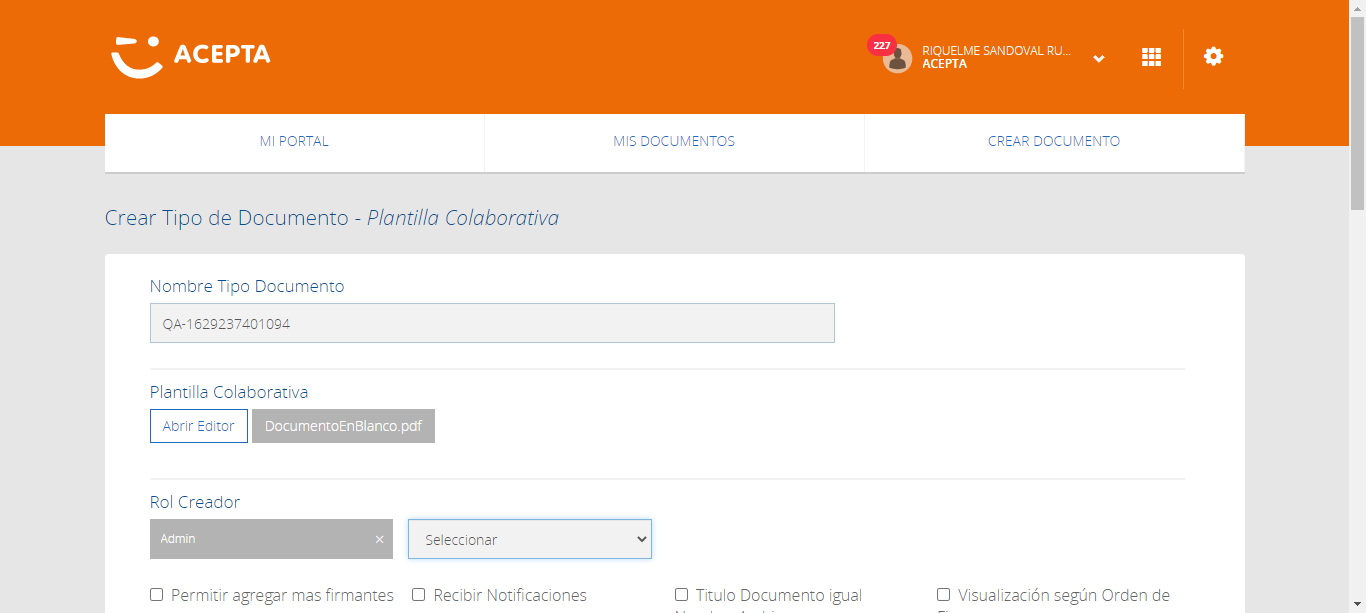 ACEPTA
227
RIQUELME SANDOVAL RU...
ACEPTA
MI PORTAL
MIS DOCUMENTOS
CREAR DOCUMENTO
Crear Tipo de Documento - Plantilla Colaborativa
Nombre Tipo Documento
QA-1629237401094
Plantilla Colaborativa
Abrir Editor
DocumentoEnBlanco.pdf
Rol Creador
Admin ×
Seleccionar
Permitir agregar mas firmantes
Recibir Notificaciones
Titulo Documento igual
Visualización según Orden de